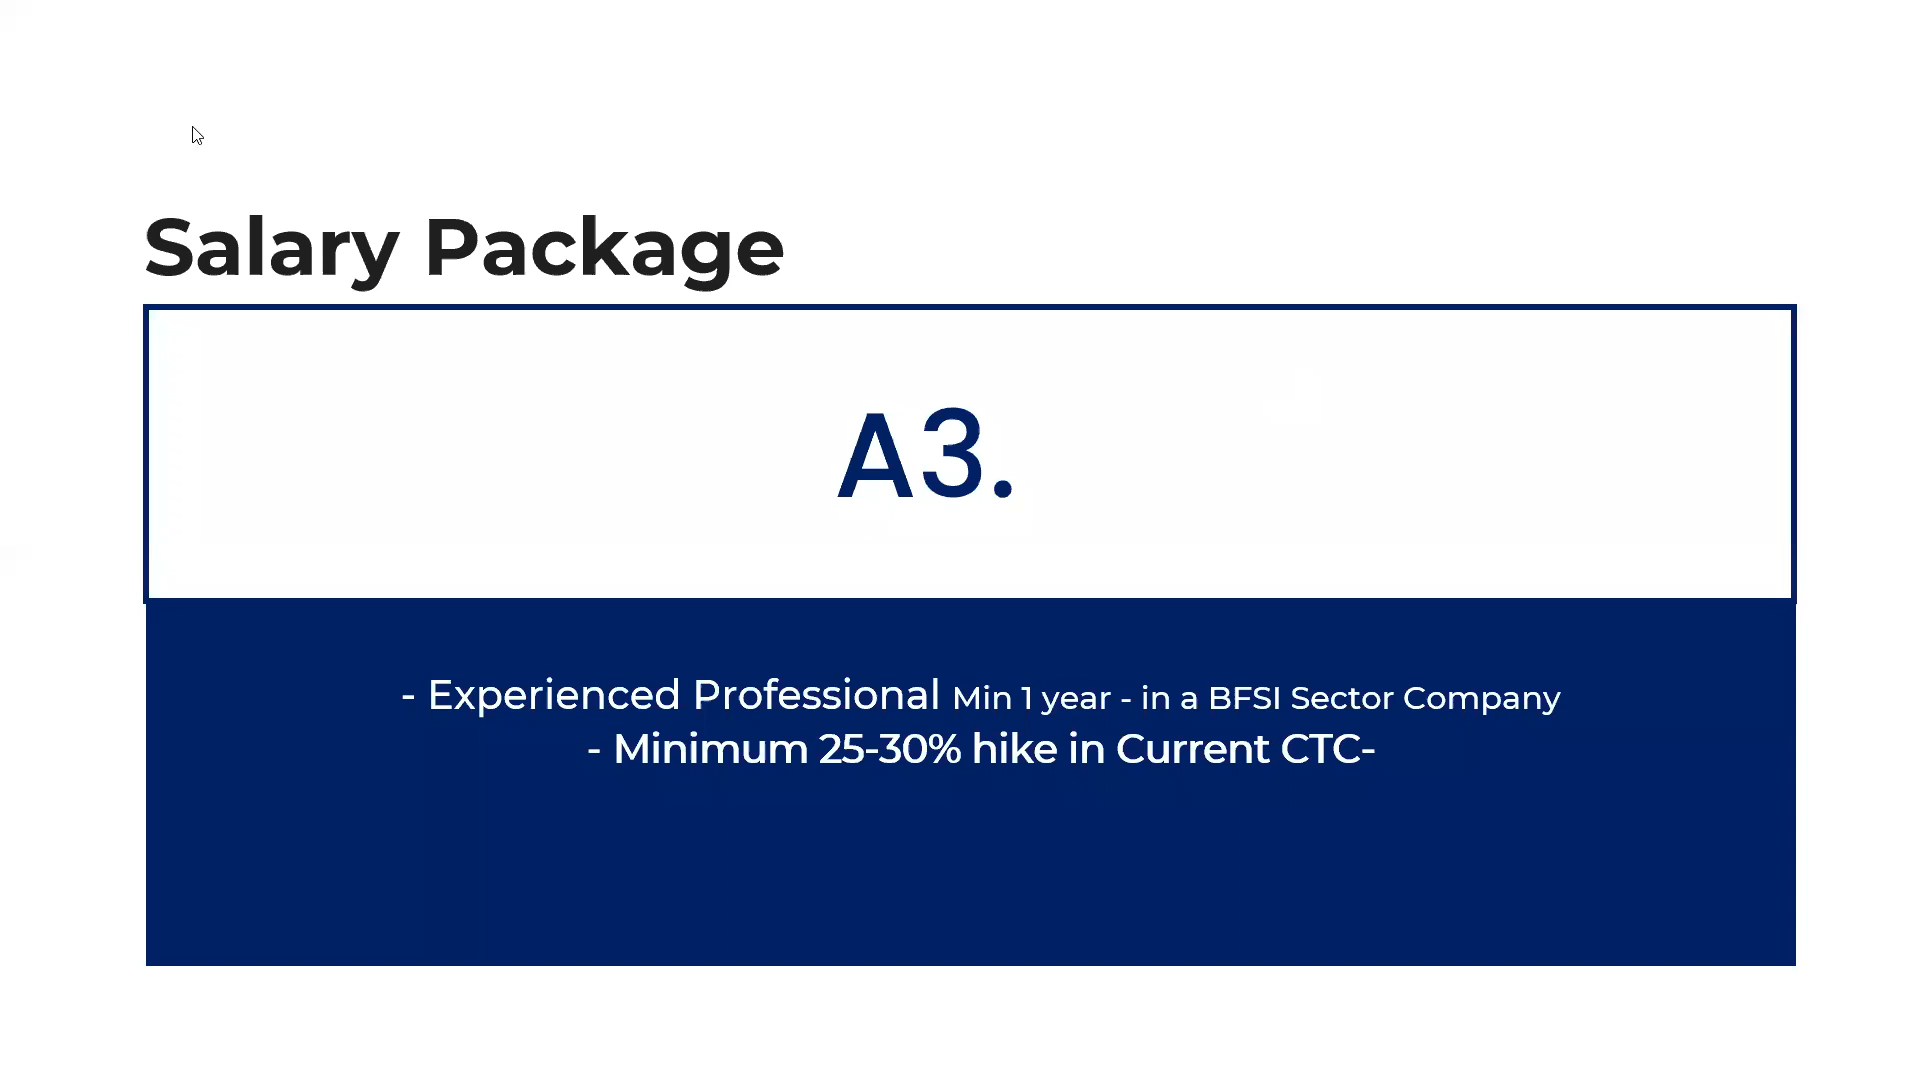 Salary Package
A3.
- Experienced Professional Min 1 year - in a BFSI Sector Company
- Minimum 25-30% hike in Current CTC-